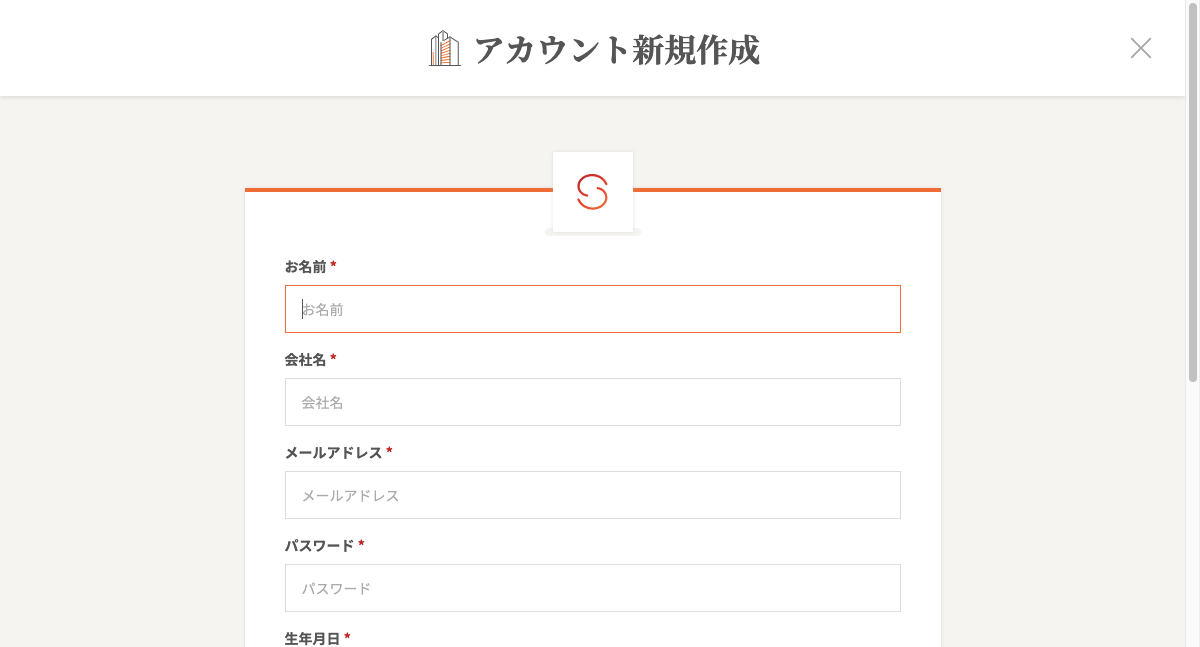 アカウント新規作成
お名前 *
お名前
会社名 *
会社名
メールアドレス *
メールアドレス
パスワード *
パスワード
生年月日 *